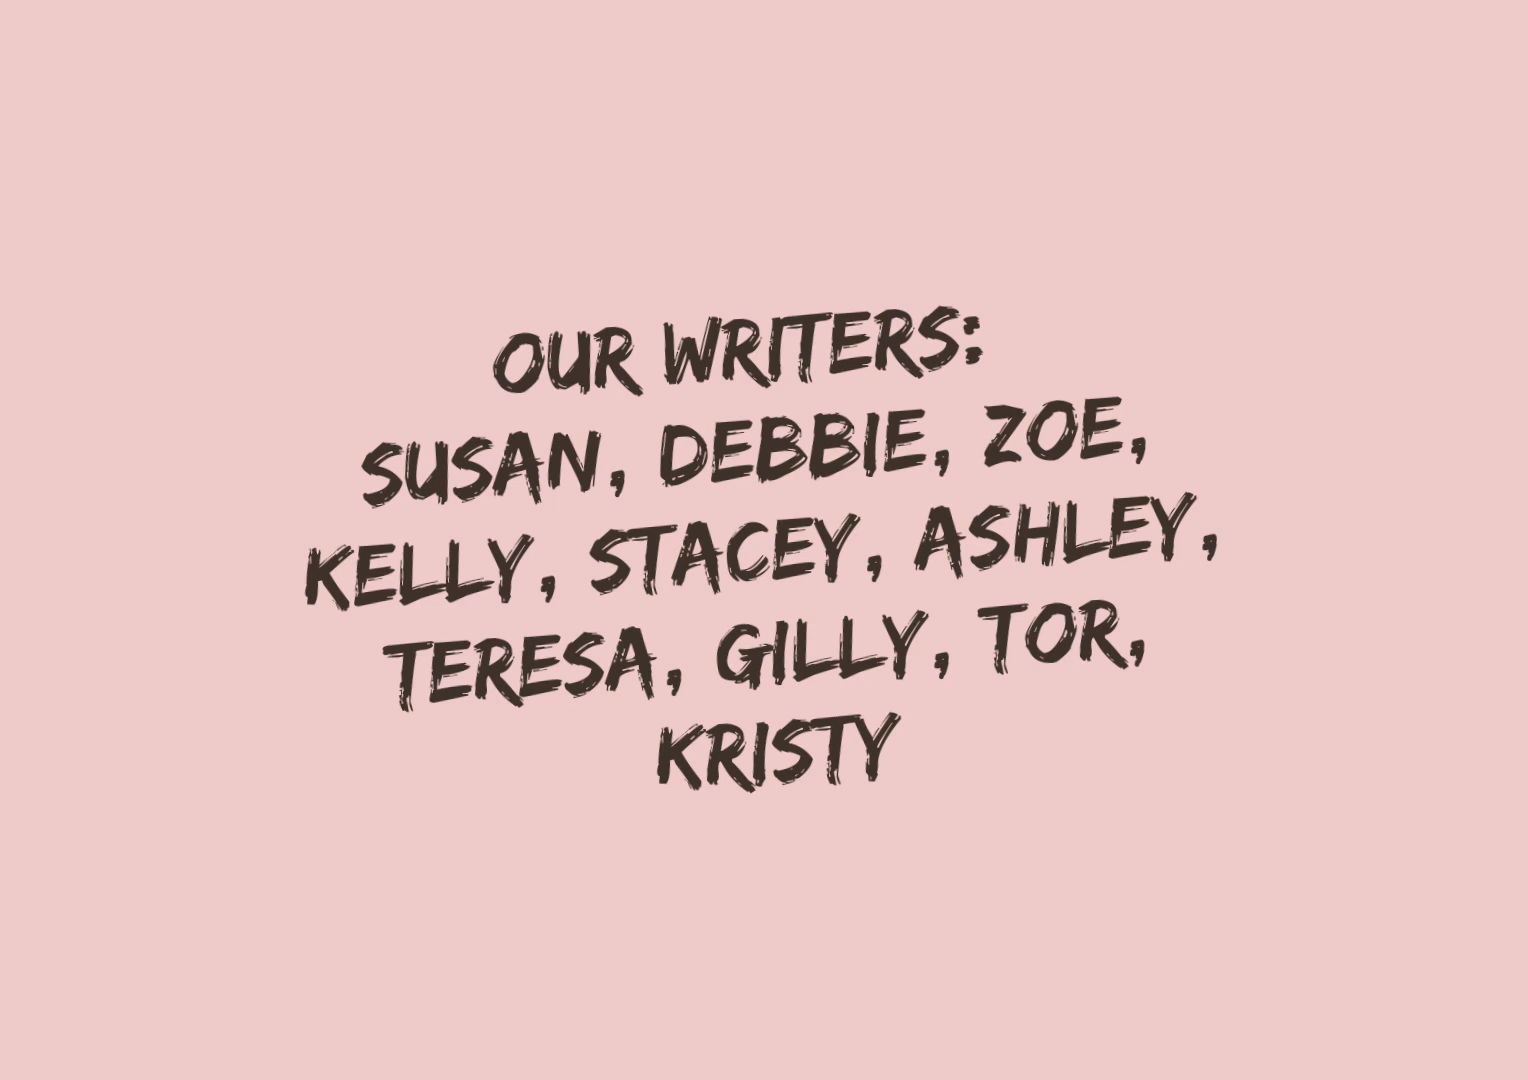 OUR WRITERS:
SUSAN, DEBBIE, ZOE,
KELLY, STACEY, ASHLEY,
TERESA, GILLY, TOR,
KRISTY